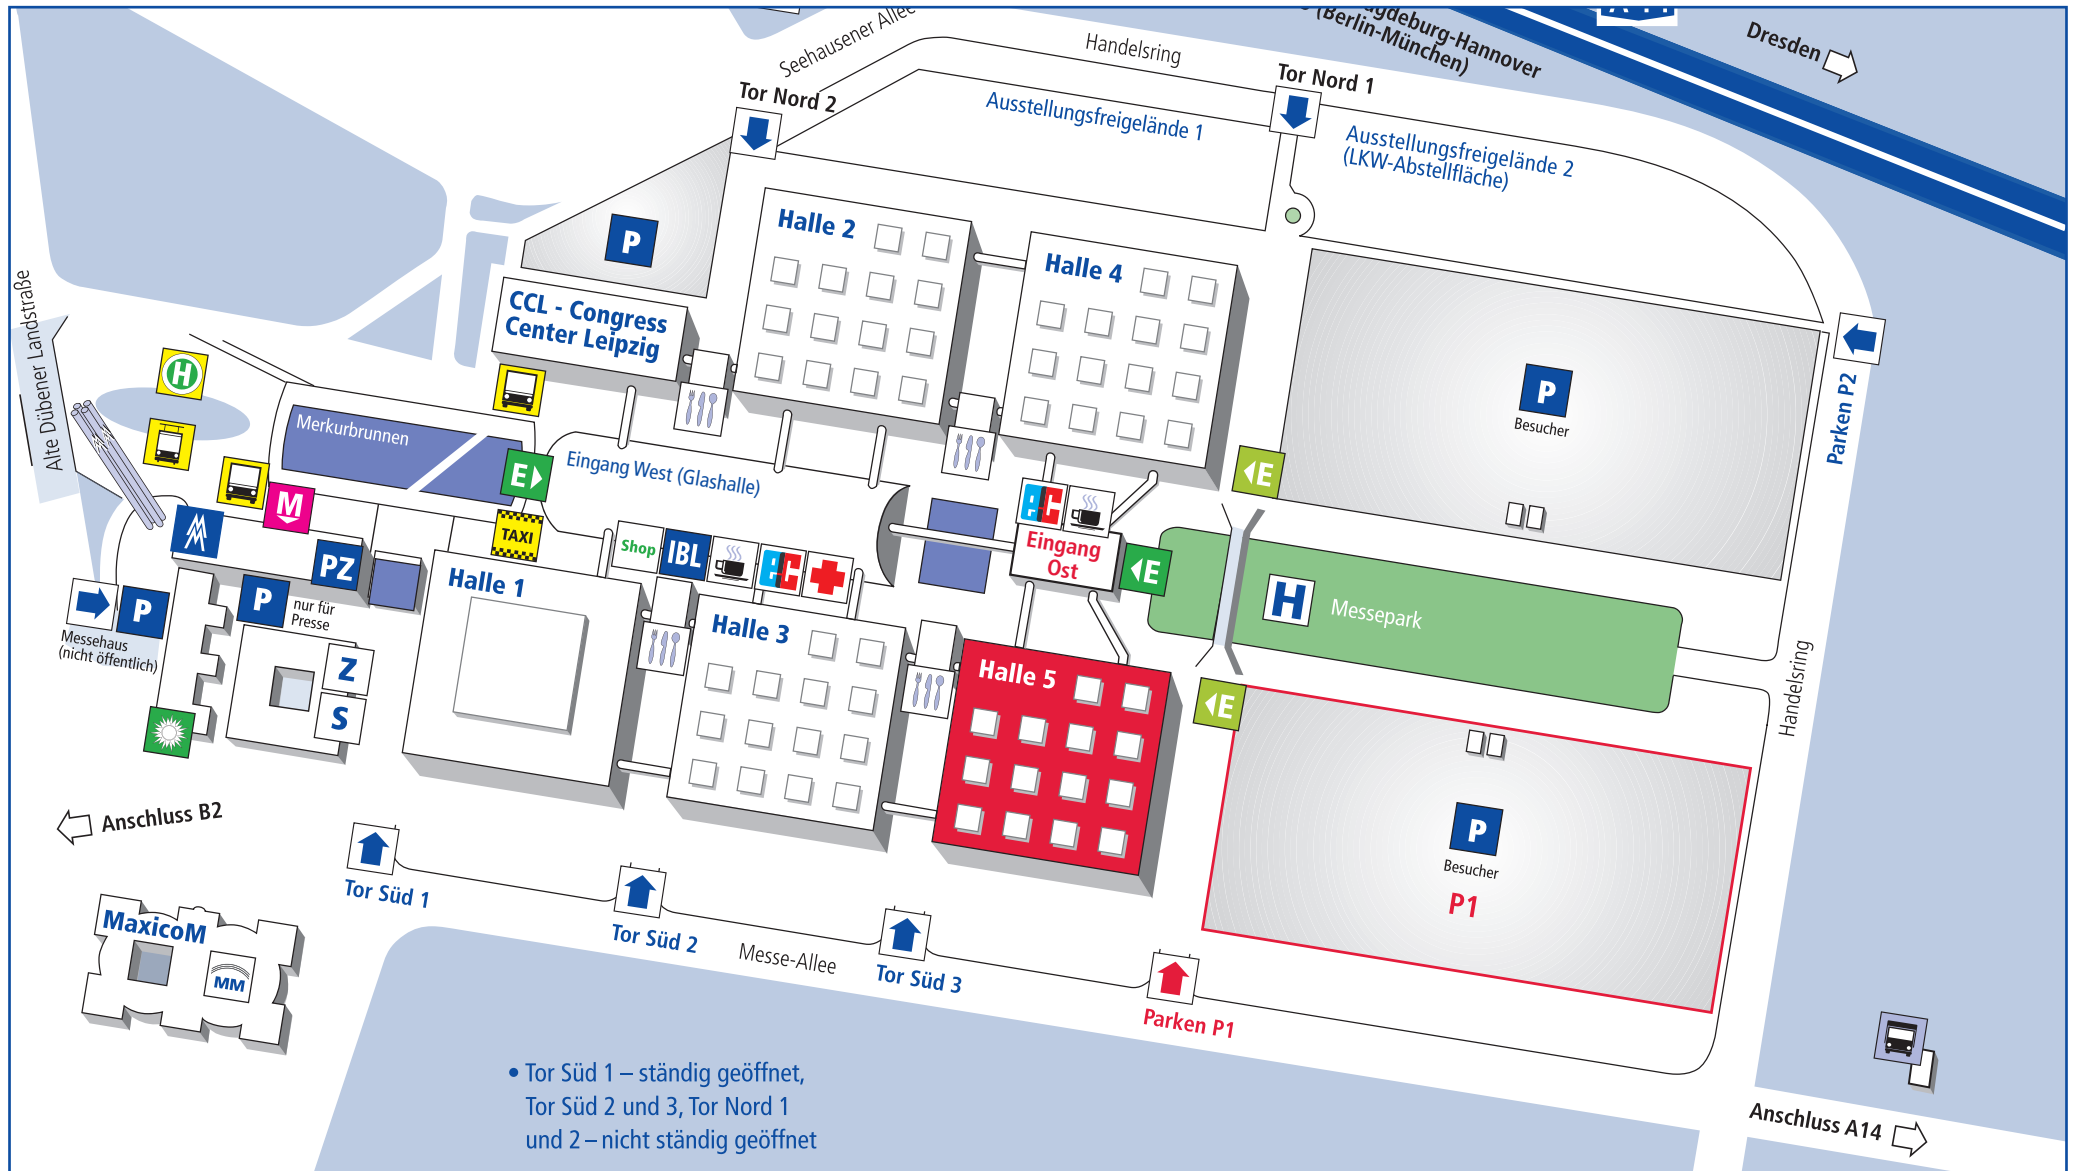 Seehausener Allee
Handelsring
Magdeburg-Hannover
(Berlin-München)
Dresden
Tor Nord 2
Tor Nord 1
Ausstellungsfreigelände 1
Ausstellungsfreigelände 2
(LKW-Abstellfläche)
P
Halle 2
Halle 4
CCL - Congress
Center Leipzig
Alte Dübener Landstraße
H
P
Besucher
Parken P2
Merkurbrunnen
E
Eingang West (Glashalle)
E
M
TAXI
Shop
IBL
EC
EC
Eingang
Ost
E
PZ
Halle 1
P
Messehaus
(nicht öffentlich)
P
nur für
Presse
H
Messepark
Halle 3
Halle 5
Z
S
E
Handelsring
P
Besucher
P1
Anschluss B2
Tor Süd 1
Tor Süd 2
Messe-Allee
Tor Süd 3
Parken P1
MaxicoM
MM
• Tor Süd 1 – ständig geöffnet,
Tor Süd 2 und 3, Tor Nord 1
und 2 – nicht ständig geöffnet
Anschluss A14